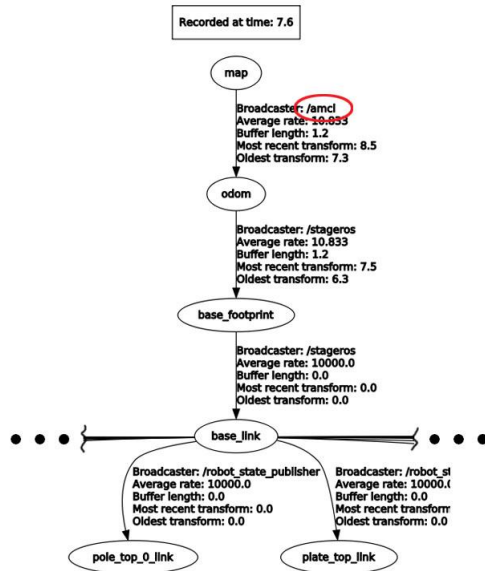 Recorded at time: 7.6
map
Broadcaster: /amcl
Average rate: 10.833
Buffer length: 1.2
Most recent transform: 8.5
Oldest transform: 7.3
odom
Broadcaster: /stageros
Average rate: 10.833
Buffer length: 1.2
Most recent transform: 7.5
Oldest transform: 6.3
base_footprint
Broadcaster: /stageros
Average rate: 10000.0
Buffer length: 0.0
Most recent transform: 0.0
Oldest transform: 0.0
base_link
Broadcaster: /robot_state_publisher
Average rate: 10000.0
Buffer length: 0.0
Most recent transform: 0.0
Oldest transform: 0.0
Broadcaster: /robot_st
Average rate: 10000.
Buffer length: 0.0
Most recent transform
Oldest transform: 0.0
pole_top_0_link
plate_top_link